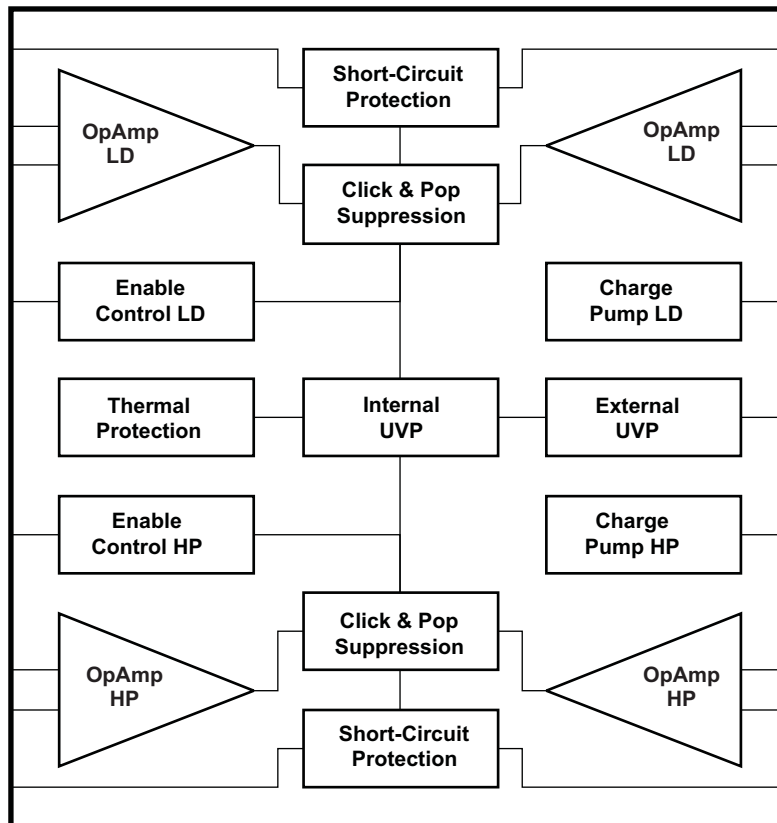 Short-Circuit
Protection
OpAmp
LD
OpAmp
LD
Click & Pop
Suppression
Enable
Control LD
Charge
Pump LD
Thermal
Protection
Internal
UVP
External
UVP
Enable
Control HP
Charge
Pump HP
Click & Pop
Suppression
OpAmp
HP
OpAmp
HP
Short-Circuit
Protection